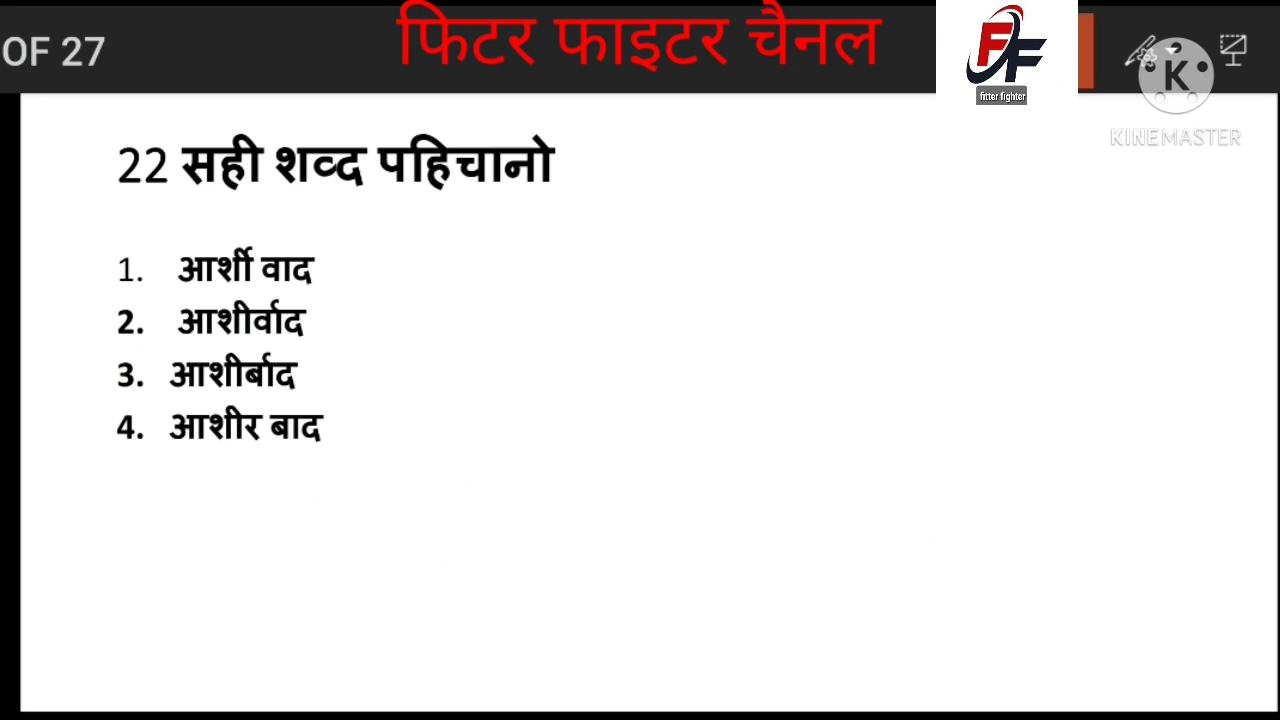 OF 27
फिटर फाइटर चैनल
fitter fighter
K
KINEMASTER
22 सही शव्द पहिचानो
1. आर्शी वाद
2. आशीर्वाद
3. आशीर्बाद
4. आशीर बाद